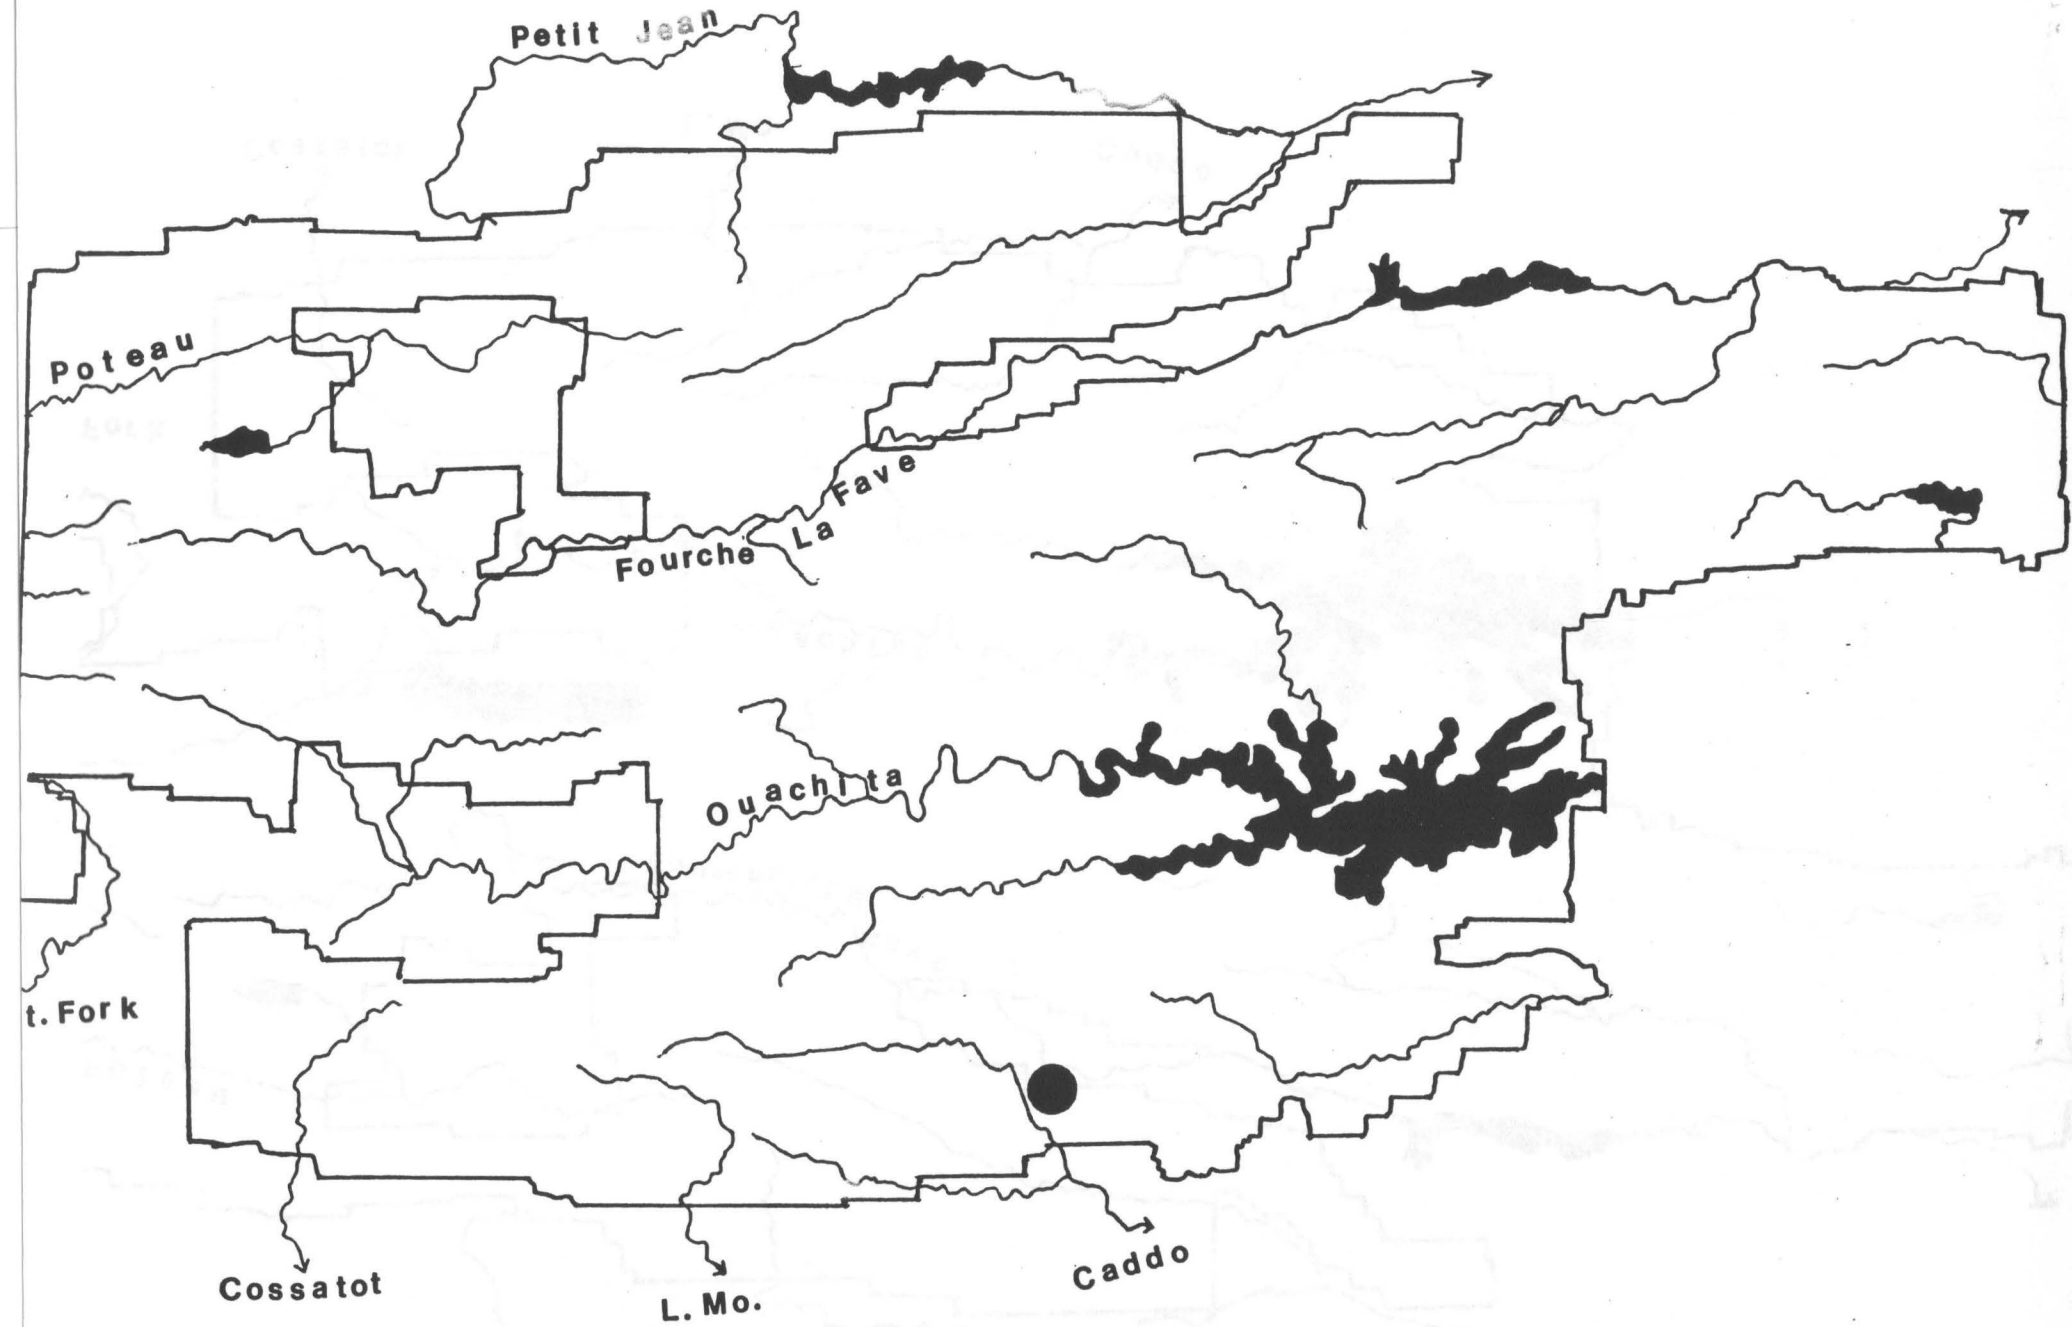 Petit Jean
Poteau
Fourche La Fave
Ouachita
t. Fork
Cossatot
L. Mo.
Caddo